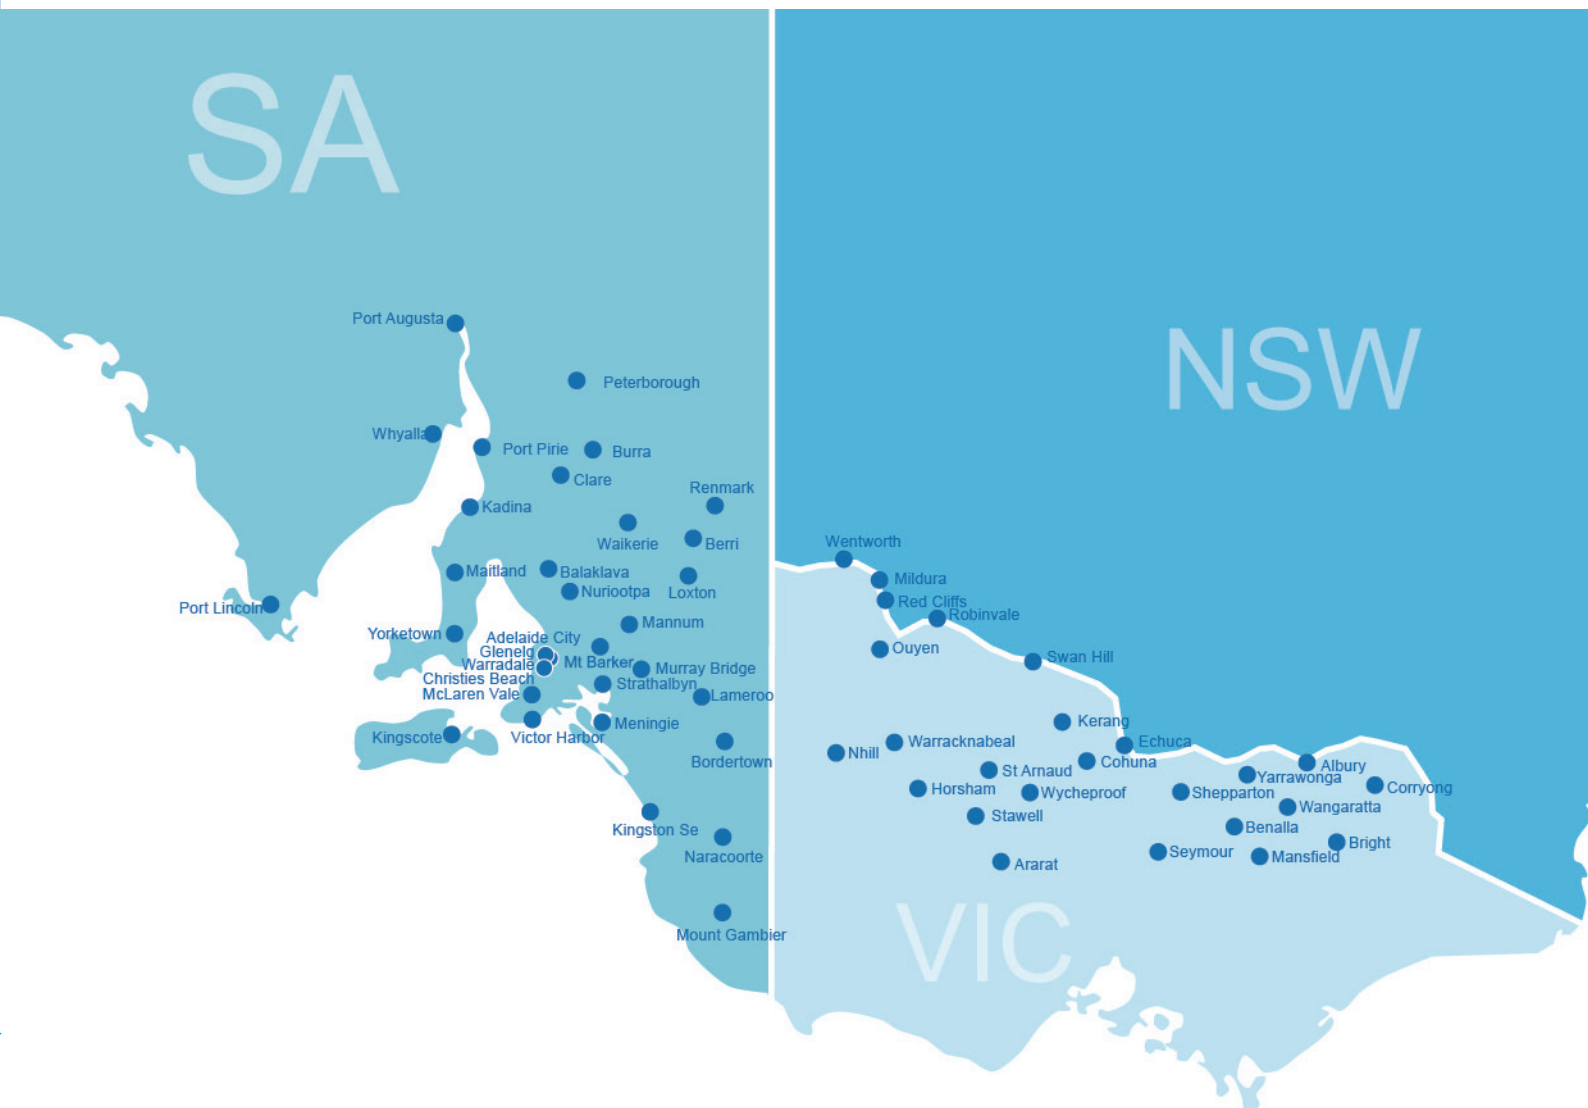 SA
NSW
Port Augusta
Peterborough
Whyalla
Port Pirie
Burra
Clare
Renmark
Kadina
Waikerie
Berri
Wentworth
Maitland
Balaklava
Nuriootpa
Loxton
Mildura
Red Cliffs
Robinvale
Port Lincoln
Yorketown
Adelaide City
Mannum
Glenelg
Warradale
Mt Barker
Murray Bridge
Ouyen
Swan Hill
Christies Beach
Strathalbyn
McLaren Vale
Lameroo
Kingscote
Victor Harbor
Meningie
Kerang
Echuca
Bordertown
Nhill
Warracknabeal
St Arnaud
Cohuna
Albury
Yarrawonga
Corryong
Horsham
Wycheproof
Shepparton
Wangaratta
Stawell
Kingston Se
Benalla
Bright
Naracoorte
Ararat
Seymour
Mansfield
Mount Gambier
VIC